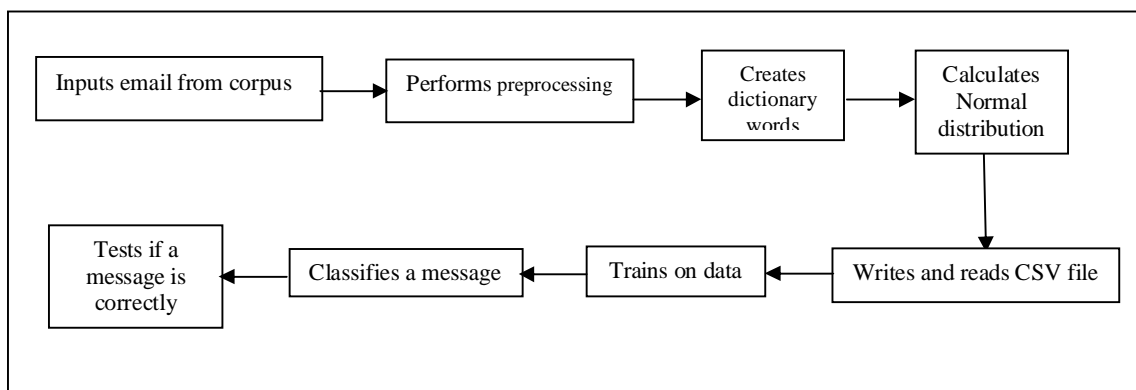 Inputs email from corpus
Performs preprocessing
Creates
dictionary
words
Calculates
Normal
distribution
Writes and reads CSV file
Trains on data
Classifies a message
Tests if a
message is
correctly